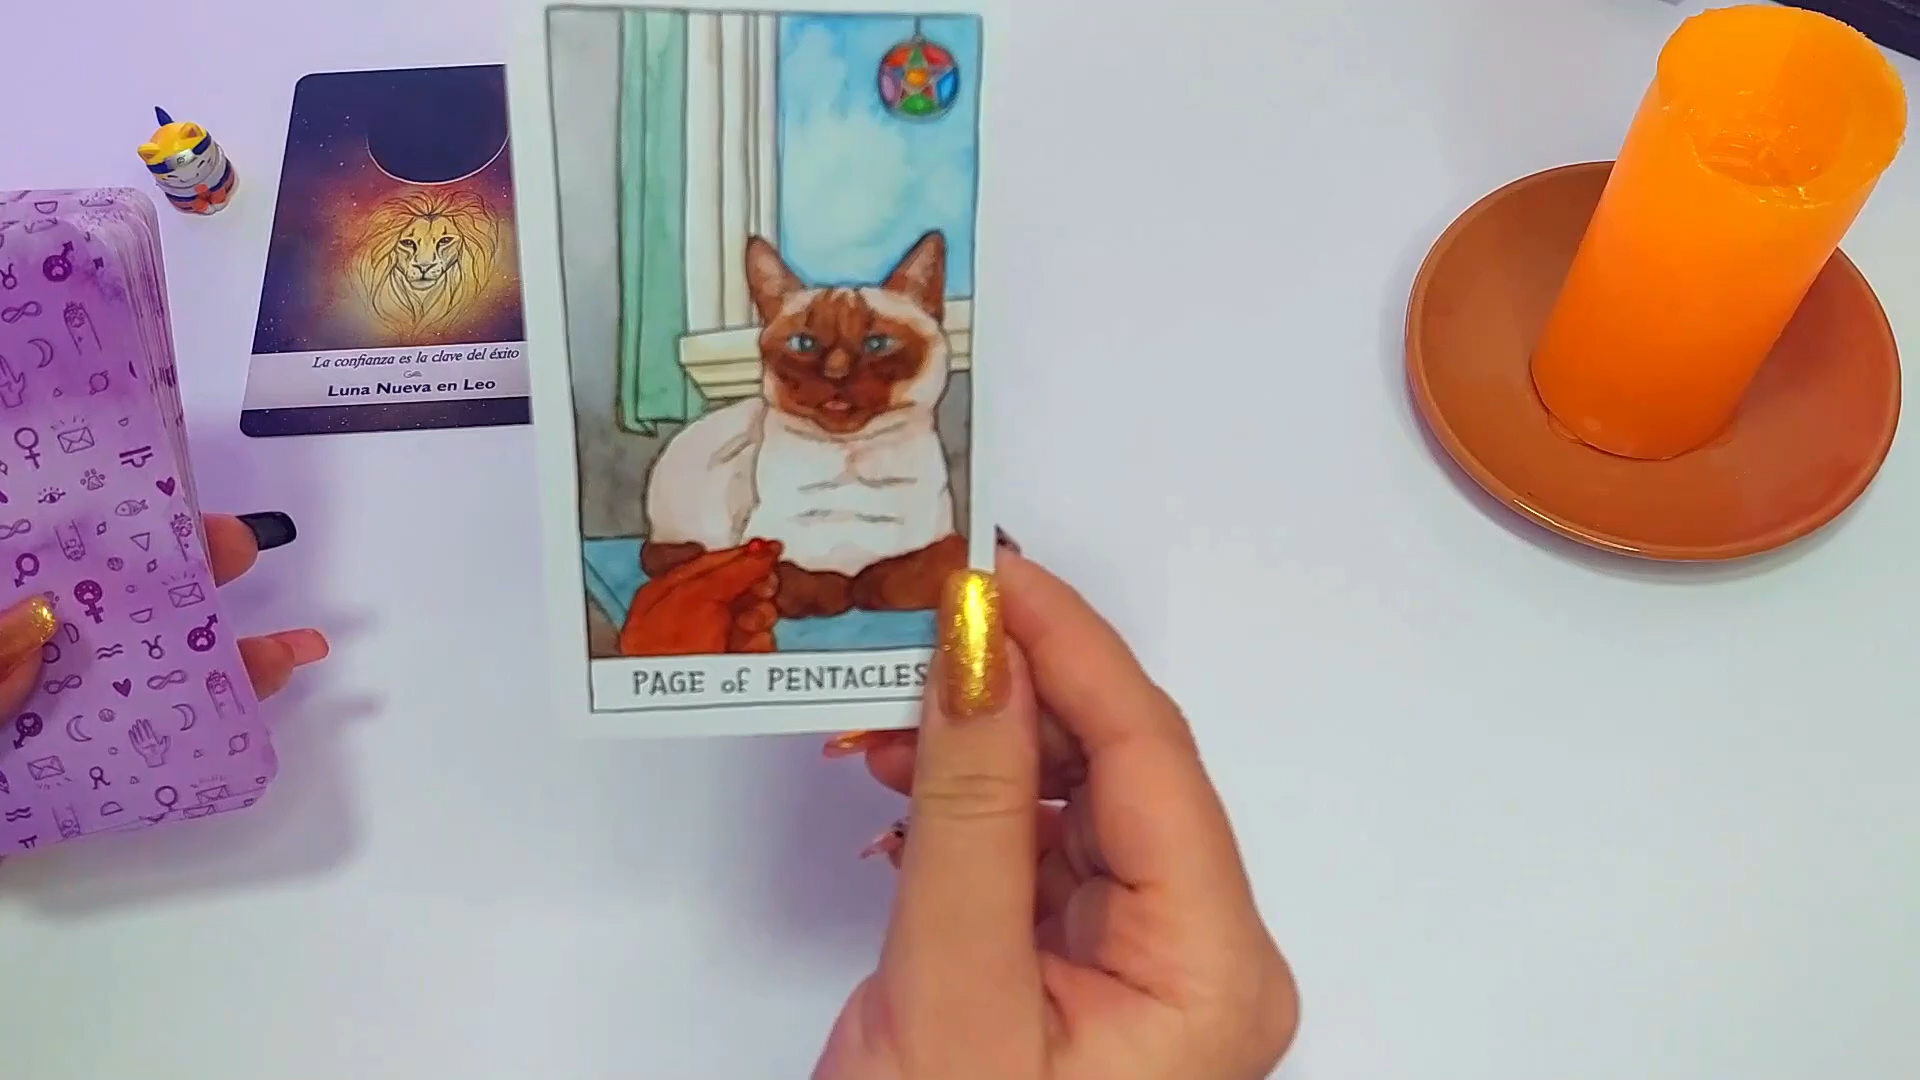 La confianza es la clave del éxito
Luna Nueva en Leo
PAGE of PENTACLES